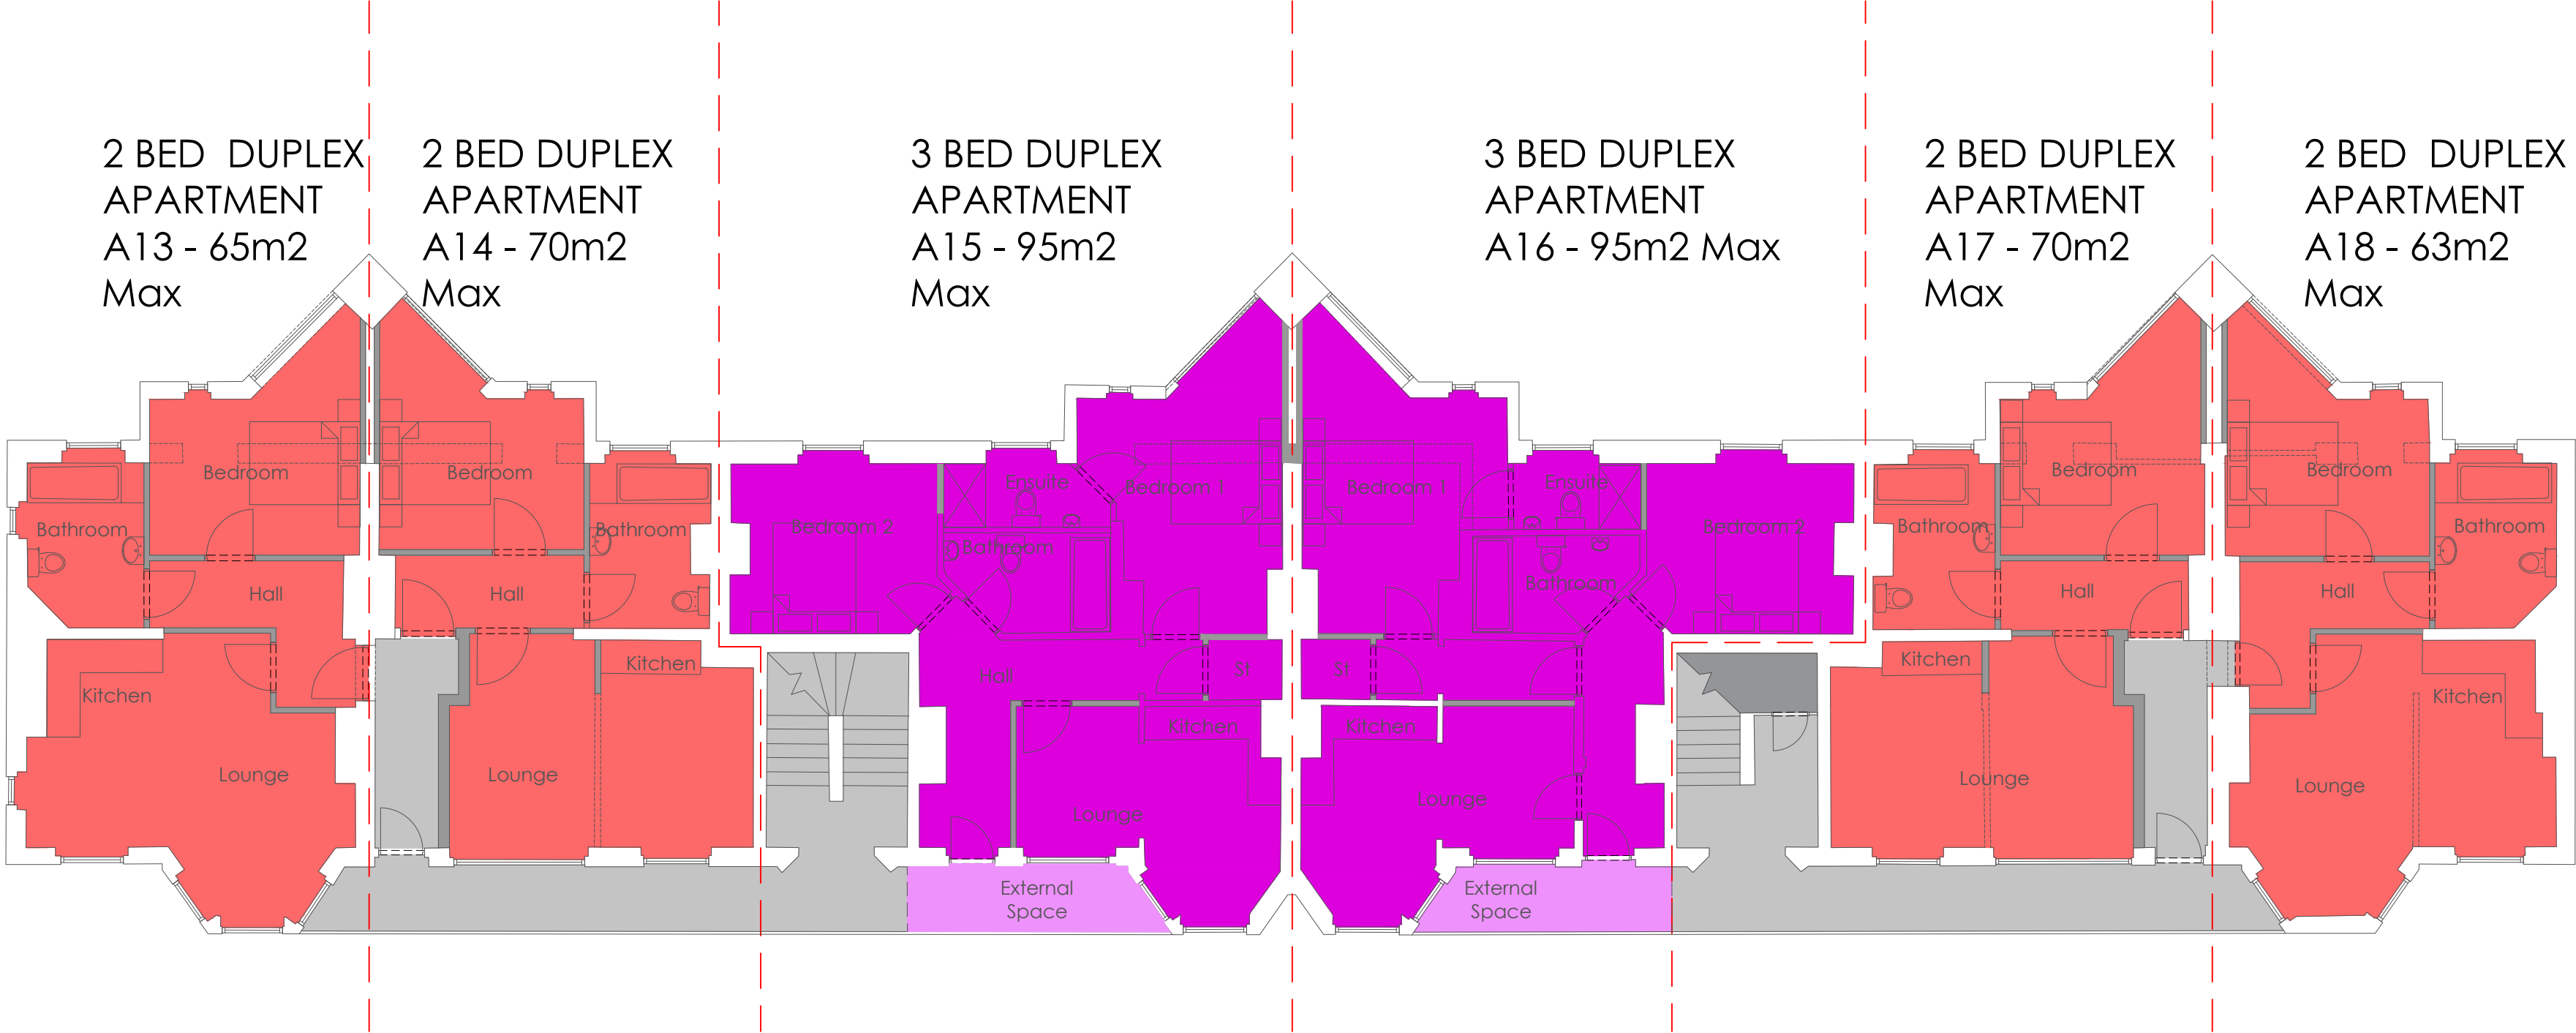 2 BED DUPLEX
APARTMENT
A13 - 65m2
Max
2 BED DUPLEX
APARTMENT
A14 - 70m2
Max
3 BED DUPLEX
APARTMENT
A15 - 95m2
Max
3 BED DUPLEX
APARTMENT
A16 - 95m2 Max
2 BED DUPLEX
APARTMENT
A17 - 70m2
Max
2 BED DUPLEX
APARTMENT
A18 - 63m2
Max
Bedroom
Bathroom
Hall
Kitchen
Lounge
Bedroom
Bathroom
Hall
Kitchen
Lounge
Bedroom 2
Ensuite
Bedroom 1
Bathroom
Hall
St
Kitchen
Lounge
External
Space
Bedroom 1
Ensuite
Bedroom 2
Bathroom
St
Kitchen
Lounge
External
Space
Bathroom
Bedroom
Hall
Kitchen
Lounge
Bedroom
Bathroom
Hall
Kitchen
Lounge